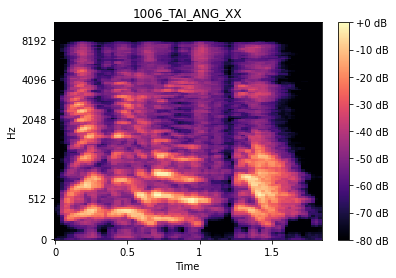 1006_TAI_ANG_XX
+0 dB
8192
-10 dB
4096
-20 dB
-30 dB
2048
Hz
-40 dB
1024
-50 dB
512
-60 dB
-70 dB
0
-80 dB
0 0.5 1 1.5
Time